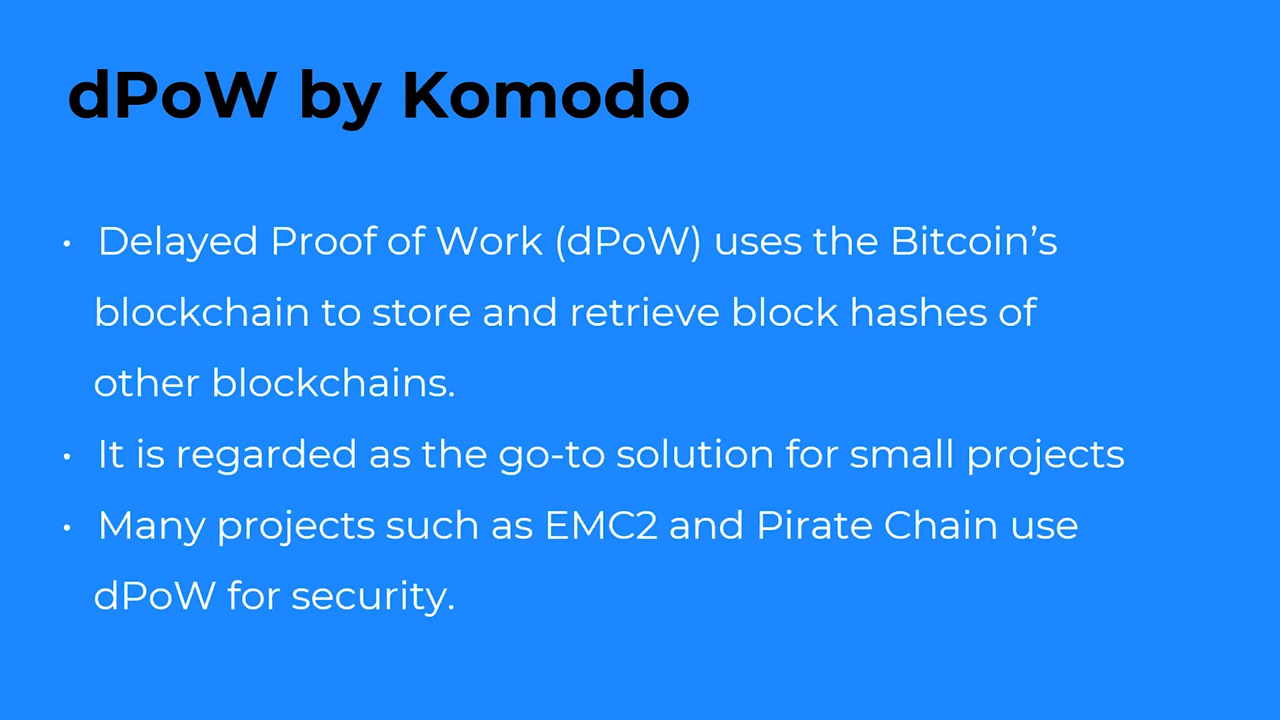 dPoW by Komodo
• Delayed Proof of Work (dPoW) uses the Bitcoin’s
blockchain to store and retrieve block hashes of
other blockchains.
• It is regarded as the go-to solution for small projects
• Many projects such as EMC2 and Pirate Chain use
dPoW for security.